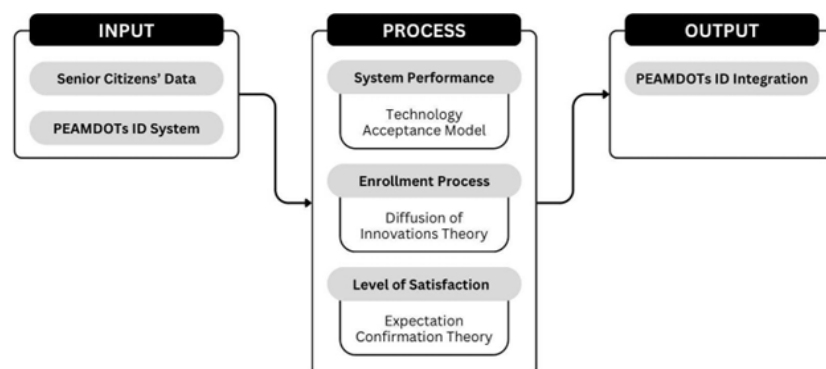 INPUT
Senior Citizens' Data
PEAMDOTs ID System
PROCESS
System Performance
Technology
Acceptance Model
Enrollment Process
Diffusion of
Innovations Theory
Level of Satisfaction
Expectation
Confirmation Theory
OUTPUT
PEAMDOTs ID Integration